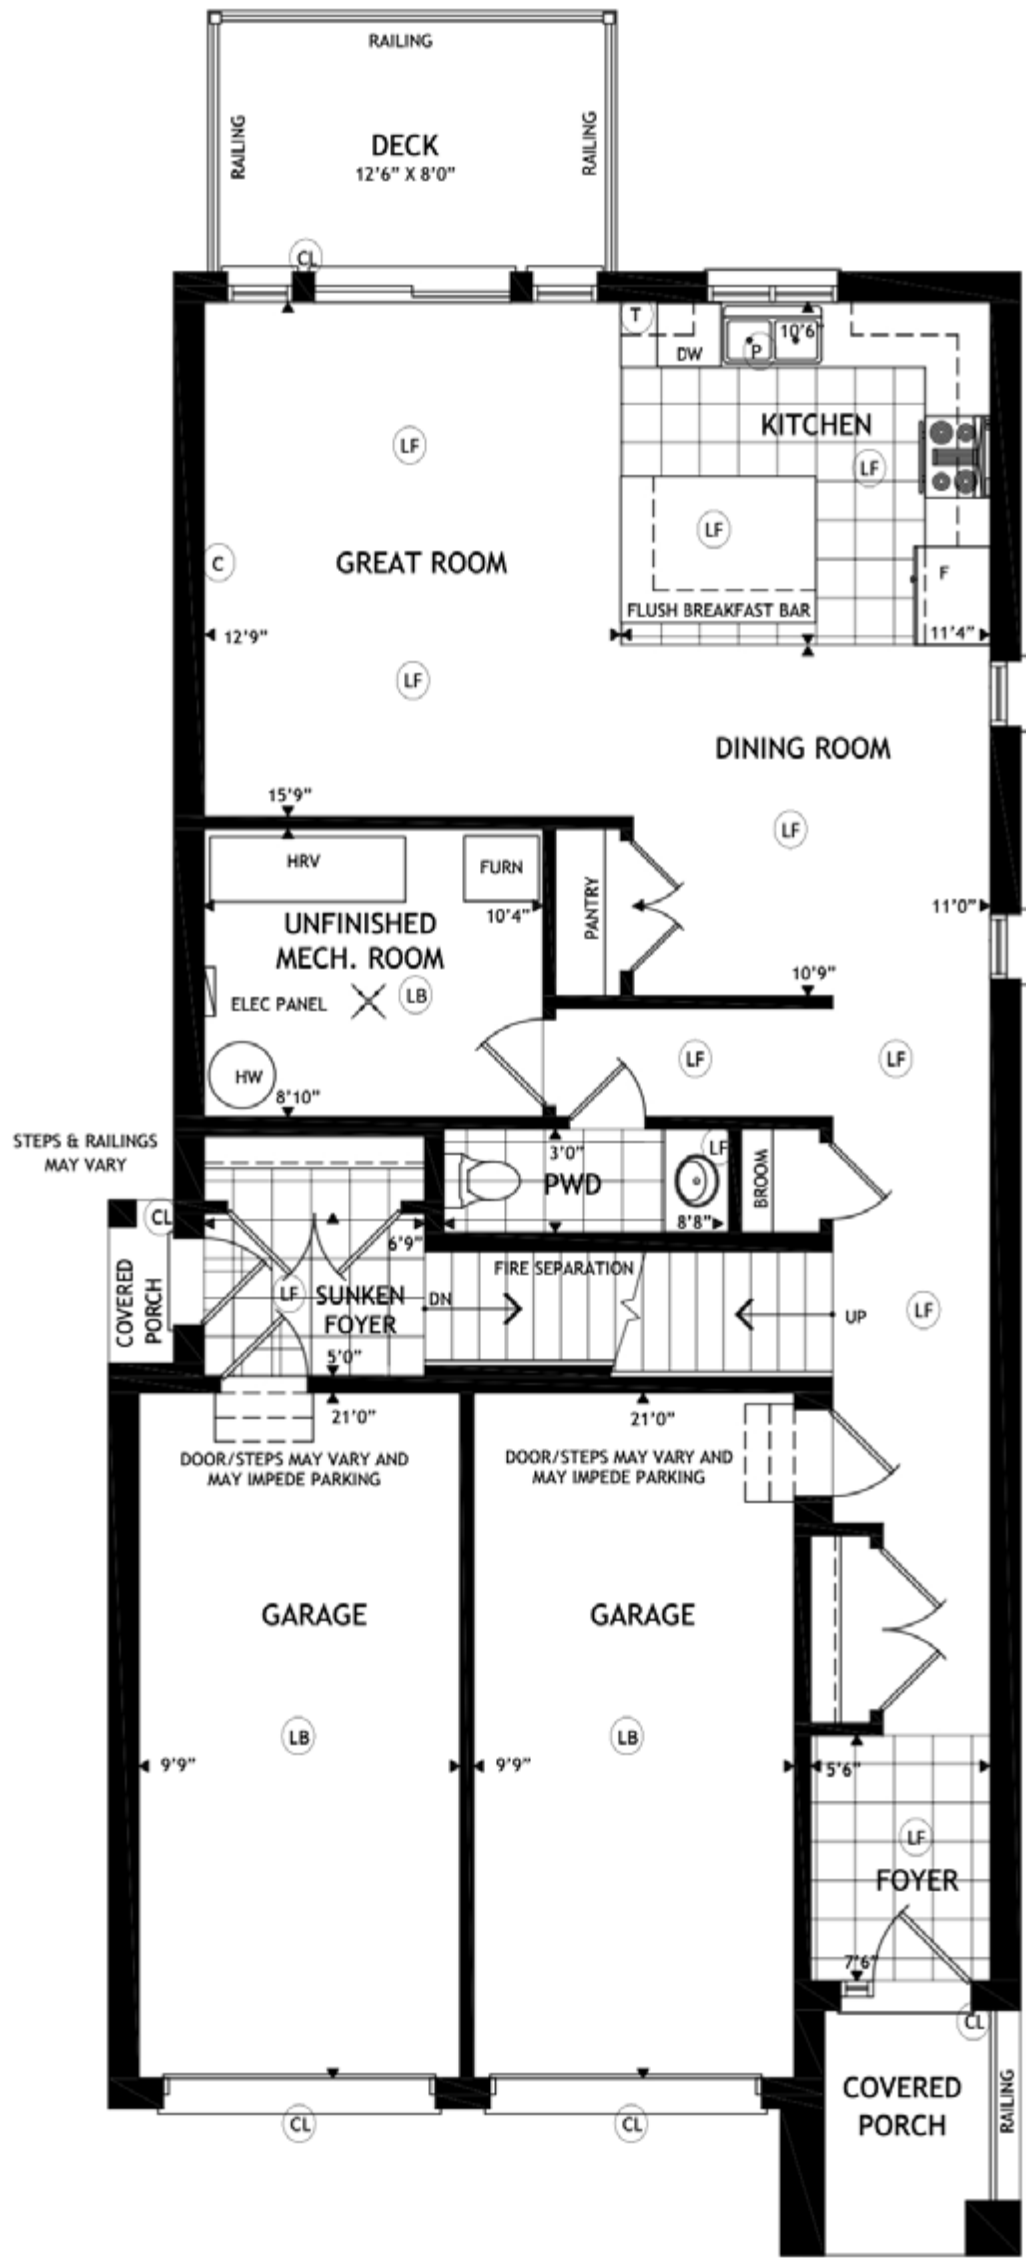 RAILING
RAILING
DECK
12'6" X 8'0"
RAILING
CL
T
DW
P
10'6"
KITCHEN
LF
LF
LF
GREAT ROOM
C
F
FLUSH BREAKFAST BAR
12'9"
11'4"
LF
DINING ROOM
15'9"
LF
HRV
FURN
PANTRY
10'4"
11'0"
UNFINISHED
MECH. ROOM
10'9"
LB
ELEC PANEL
LF
LF
HW
8'10"
STEPS & RAILINGS
MAY VARY
3'0"
LF
PWD
BROOM
8'8"
CL
6'9"
COVERED
PORCH
FIRE SEPARATION
LF
SUNKEN
FOYER
DN
UP
LF
5'0"
21'0"
21'0"
DOOR/STEPS MAY VARY AND
MAY IMPEDE PARKING
DOOR/STEPS MAY VARY AND
MAY IMPEDE PARKING
GARAGE
GARAGE
LB
LB
9'9"
9'9"
5'6"
LF
FOYER
7'6"
CL
COVERED
PORCH
RAILING
CL
CL